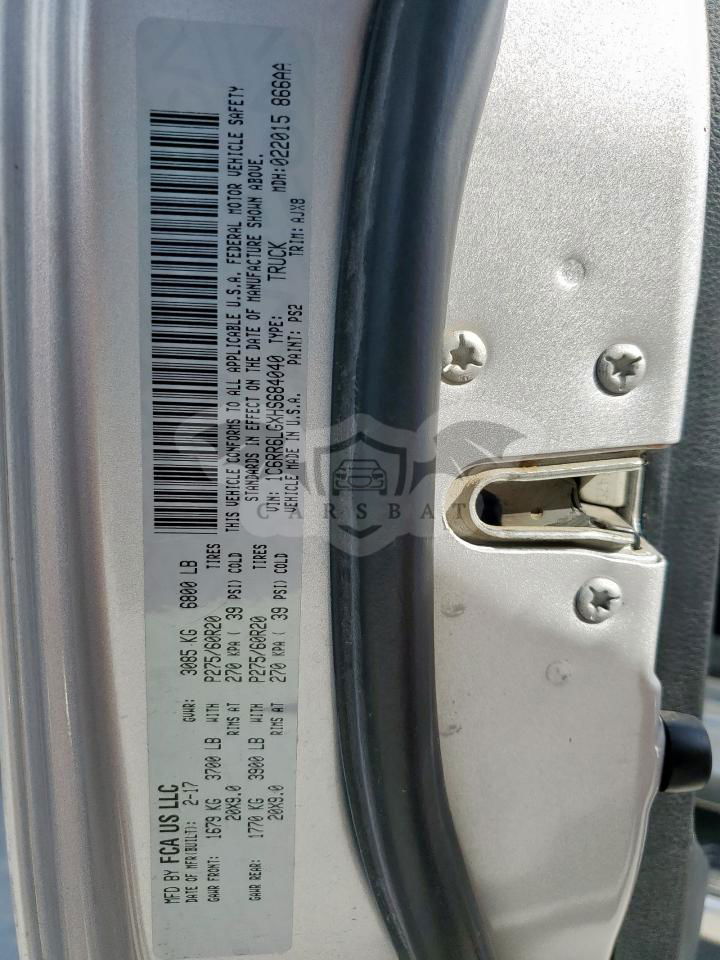 MFD BY FCA US LLC
DATE OF MFR(BUILT): 2-17 GVWR: 3085 KG 6800 LB
GAWR FRONT: 1679 KG 3700 LB WITH P275/60R20 TIRES
20X9.0 RIMS AT 270 KPA ( 39 PSI) COLD
GAWR REAR: 1770 KG 3900 LB WITH P275/60R20 TIRES
20X9.0 RIMS AT 270 KPA ( 39 PSI) COLD
THIS VEHICLE CONFORMS TO ALL APPLICABLE U.S.A. FEDERAL MOTOR VEHICLE SAFETY
STANDARDS IN EFFECT ON THE DATE OF MANUFACTURE SHOWN ABOVE.
VIN: 1C6RR6LGXHS684040 TYPE: TRUCK MDH:022015 866AA
VEHICLE MADE IN U.S.A. PAINT: PS2 TRIM: AJX8
CARSBAT